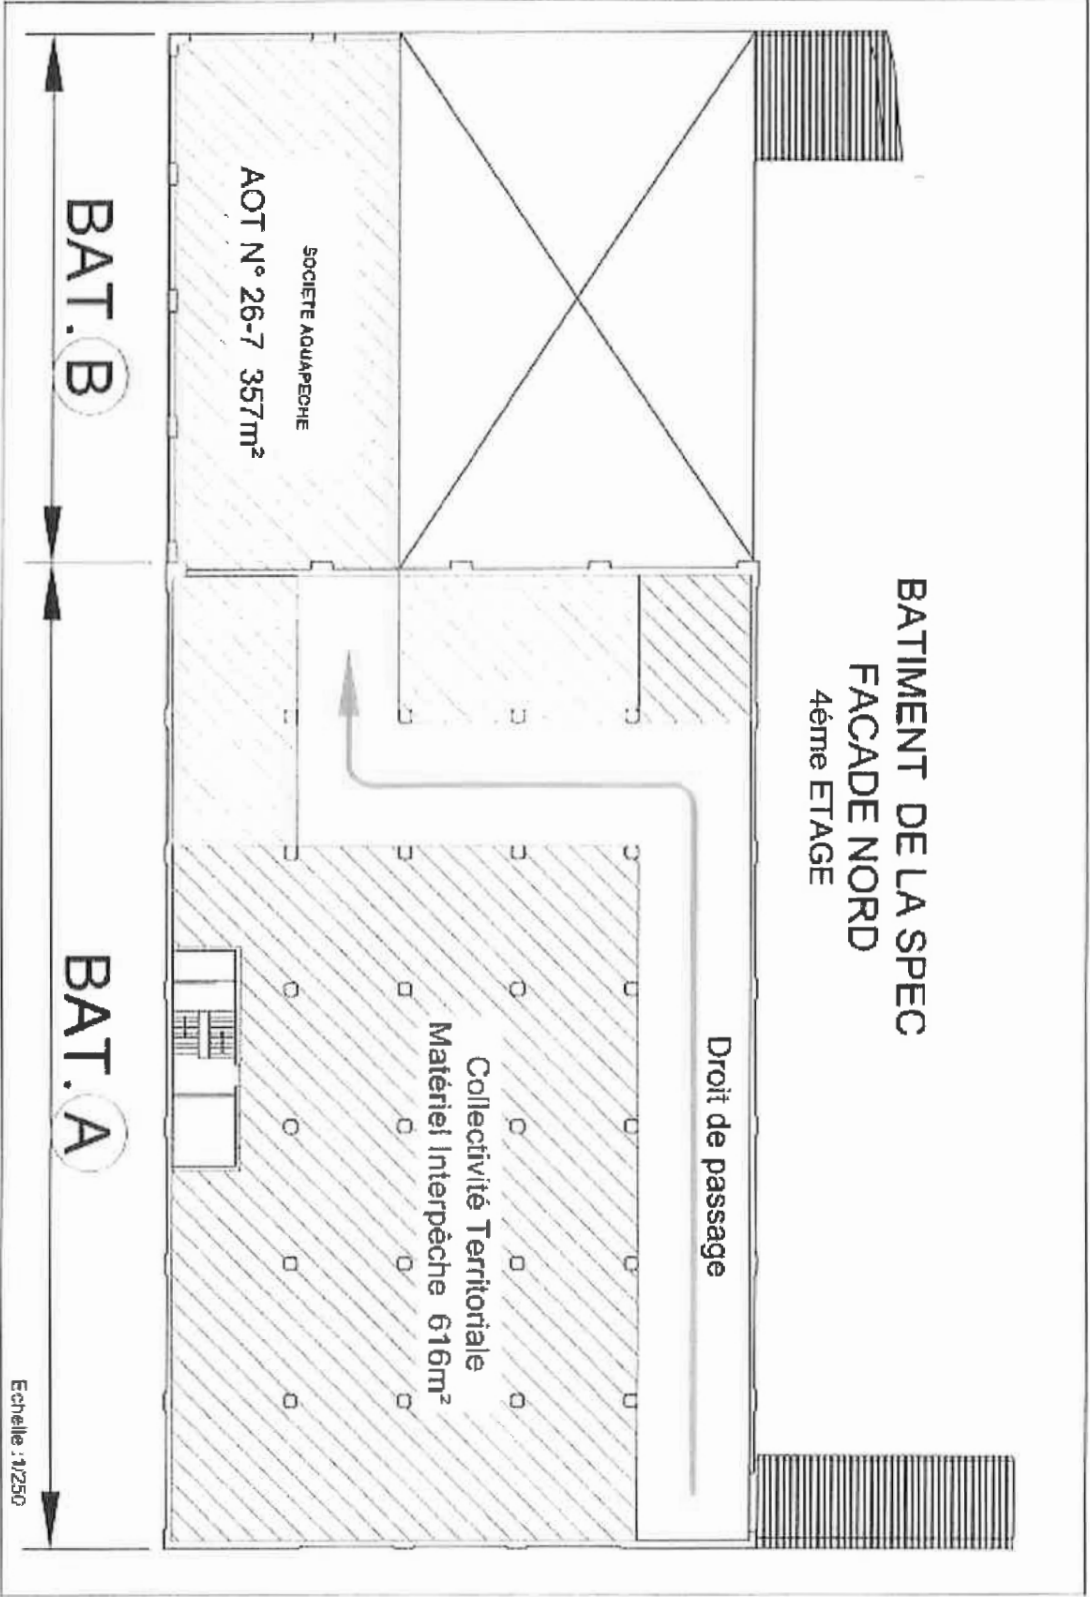 BATIMENT DE LA SPEC
FACADE NORD
4éme ETAGE
Droit de passage
SOCIETE AQUAPECHE
AOT N° 26-7 357m²
Collectivité Territoriale
Matériel Interpêche 616m²
BAT. B
BAT. A
Echelle :1/250